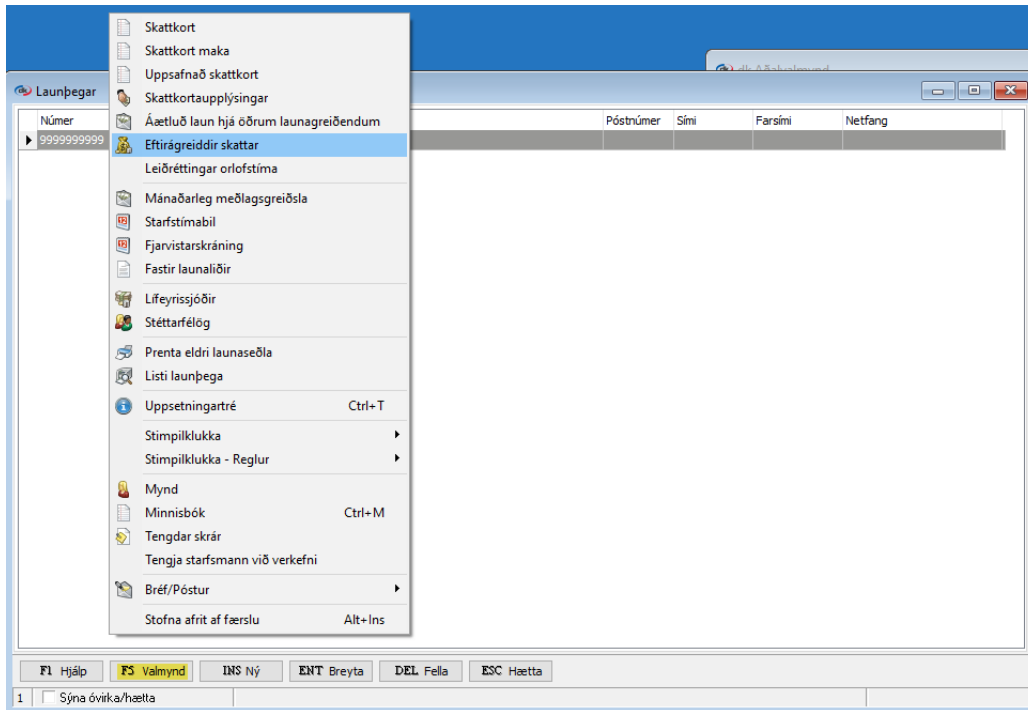 dk Aðalvalmynd
Launþegar
Númer Póstnúmer Sími Farsími Netfang
9999999999
Skattkort
Skattkort maka
Uppsafnað skattkort
Skattkortaupplýsingar
Áætluð laun hjá öðrum launagreiðendum
Eftirágreiddir skattar
Leiðréttingar orlofstíma
Mánaðarleg meðlagsgreiðsla
Starfstímabil
Fjarvistarskráning
Fastir launaliðir
Lífeyrissjóðir
Stéttarfélög
Prenta eldri launaseðla
Listi launþega
Uppsetningartré Ctrl+T
Stimpilklukka
Stimpilklukka - Reglur
Mynd
Minnisbók Ctrl+M
Tengdar skrár
Tengja starfsmann við verkefni
Bréf/Póstur
Stofna afrit af færslu Alt+Ins
F1 Hjálp F5 Valmynd INS Ný ENT Breyta DEL Fella ESC Hætta
1 Sýna óvirka/hætta